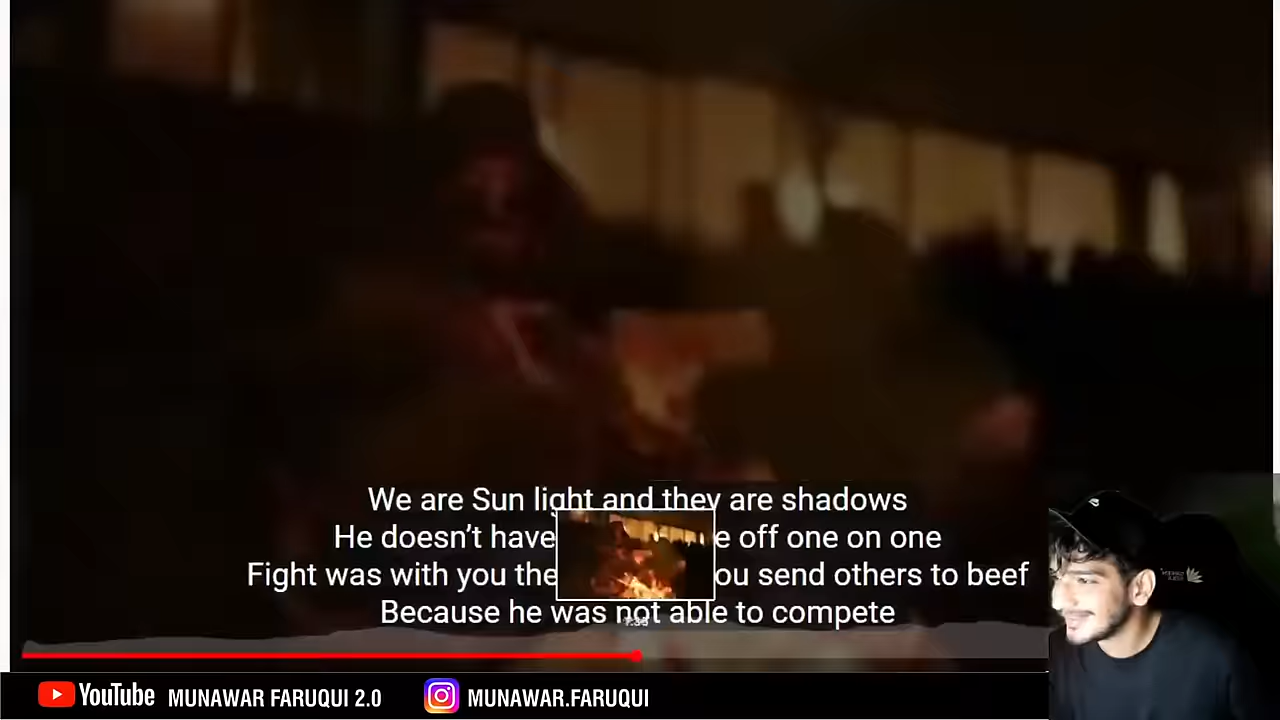 We are Sun light and they are shadows
He doesn't have e off one on one
Fight was with you the ou send others to beef
Because he was not able to compete
YouTube MUNAWAR FARUQUI 2.0 MUNAWAR.FARUQUI